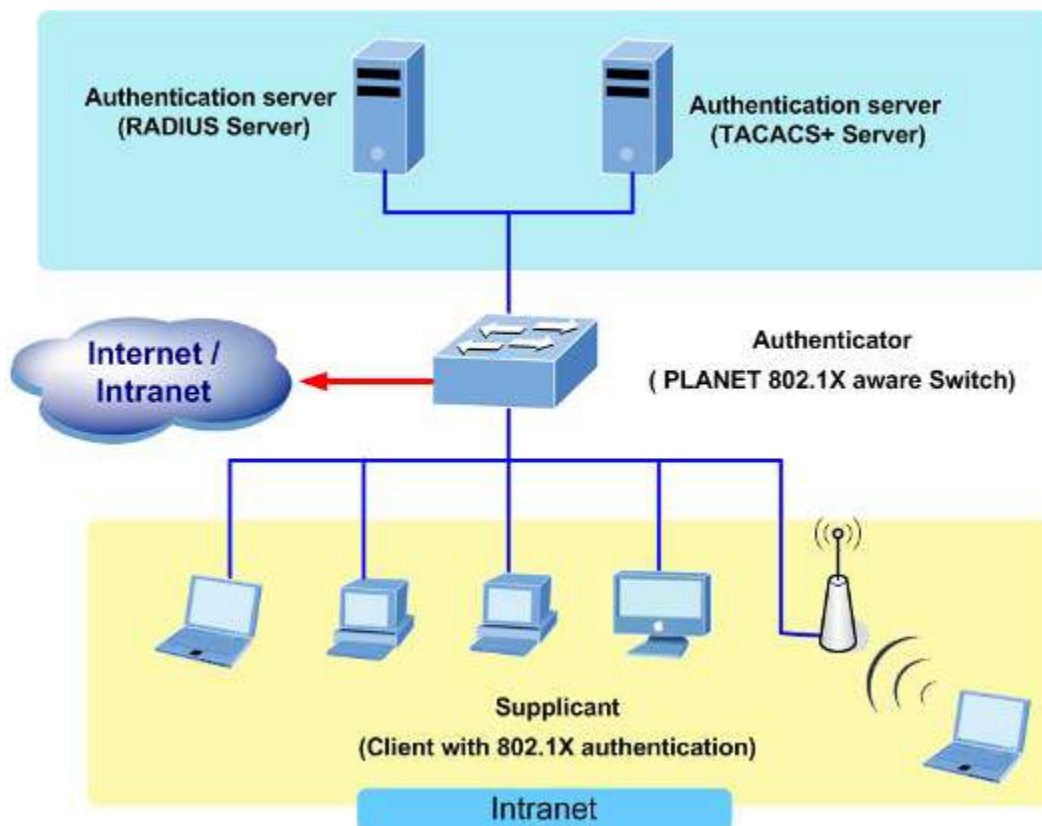 Authentication server
(RADIUS Server)
Authentication server
(TACACS+ Server)
Internet /
Intranet
Authenticator
( PLANET 802.1X aware Switch)
Supplicant
(Client with 802.1X authentication)
Intranet